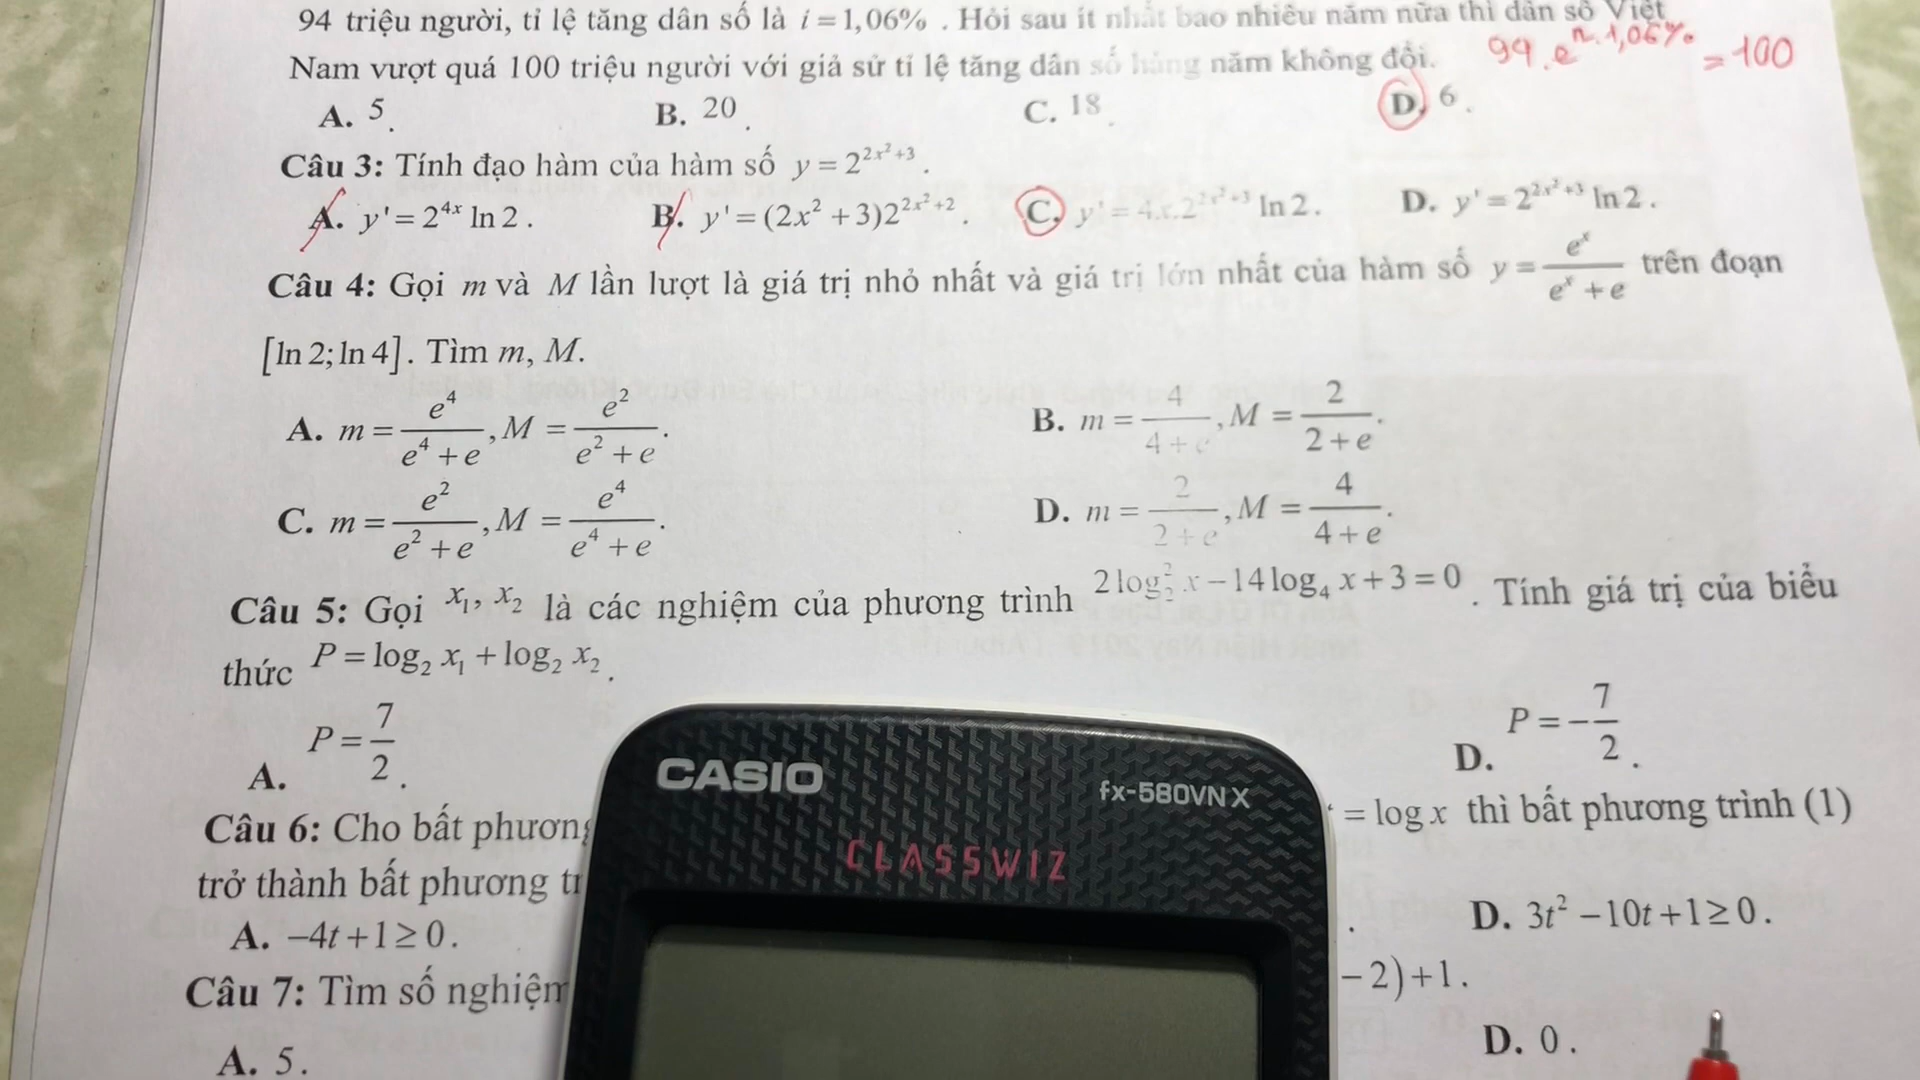 94 triệu người, tỉ lệ tăng dân số là i = 1,06% . Hỏi sau ít nhất bao nhiêu năm nữa thì dân số Việt
Nam vượt quá 100 triệu người với giả sử tỉ lệ tăng dân số hàng năm không đổi.
94.e^{n.1,06%} = 100
A. 5. B. 20. C. 18. D. 6.
Câu 3: Tính đạo hàm của hàm số y = 2^{2x²+3}.
A. y' = 2^{4x} ln 2. B. y' = (2x² + 3)2^{2x²+2}. C. y' = 4x.2^{2x²+3} ln 2. D. y' = 2^{2x²+3} ln 2.
Câu 4: Gọi m và M lần lượt là giá trị nhỏ nhất và giá trị lớn nhất của hàm số y = e^x/(e^x + e) trên đoạn
[ln 2; ln 4]. Tìm m, M.
A. m = e⁴/(e⁴ + e), M = e²/(e² + e). B. m = 4/(4 + e), M = 2/(2 + e).
C. m = e²/(e² + e), M = e⁴/(e⁴ + e). D. m = 2/(2 + e), M = 4/(4 + e).
Câu 5: Gọi x₁, x₂ là các nghiệm của phương trình 2log₂² x − 14log₄ x + 3 = 0. Tính giá trị của biểu
thức P = log₂ x₁ + log₂ x₂.
A. P = 7/2. D. P = −7/2.
Câu 6: Cho bất phương = log x thì bất phương trình (1)
trở thành bất phương
A. −4t + 1 ≥ 0. D. 3t² − 10t + 1 ≥ 0.
Câu 7: Tìm số nghiệm − 2) + 1.
A. 5. D. 0.
CASIO
fx-580VN X
CLASSWIZ